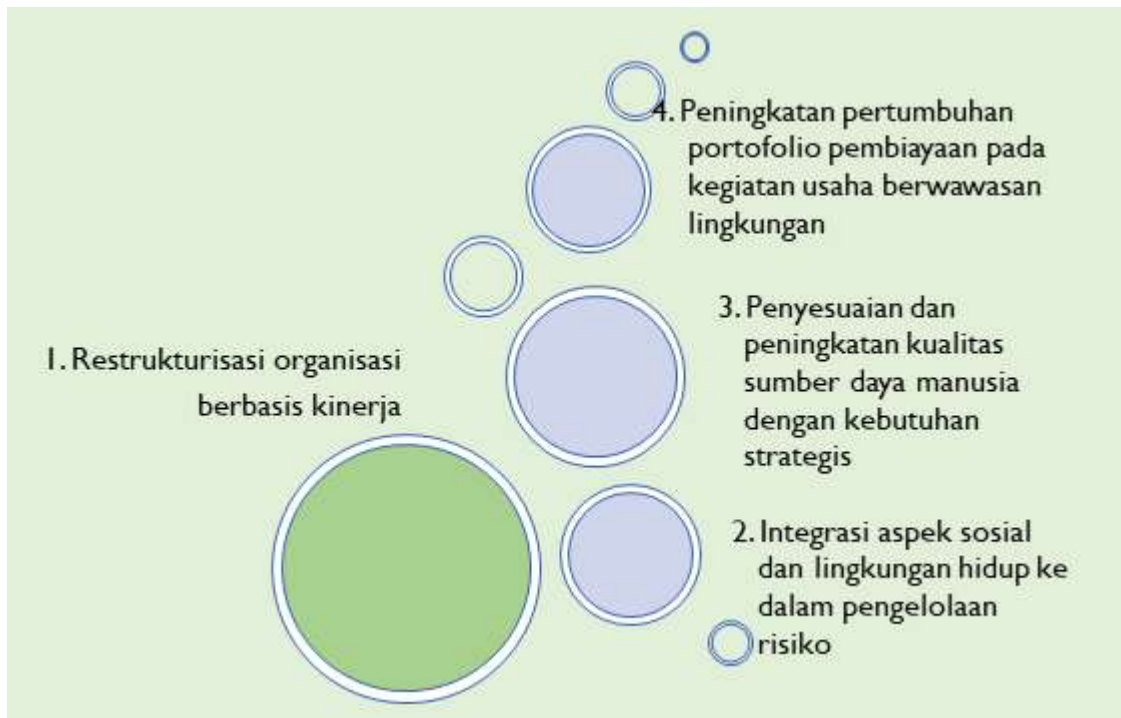 4. Peningkatan pertumbuhan
portofolio pembiayaan pada
kegiatan usaha berwawasan
lingkungan
3. Penyesuaian dan
peningkatan kualitas
sumber daya manusia
dengan kebutuhan
strategis
1. Restrukturisasi organisasi
berbasis kinerja
2. Integrasi aspek sosial
dan lingkungan hidup ke
dalam pengelolaan
risiko